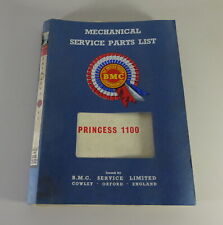 MECHANICAL
SERVICE PARTS LIST
BMC
PRINCESS 1100
Issued by
B.M.C. SERVICE LIMITED
COWLEY · OXFORD · ENGLAND